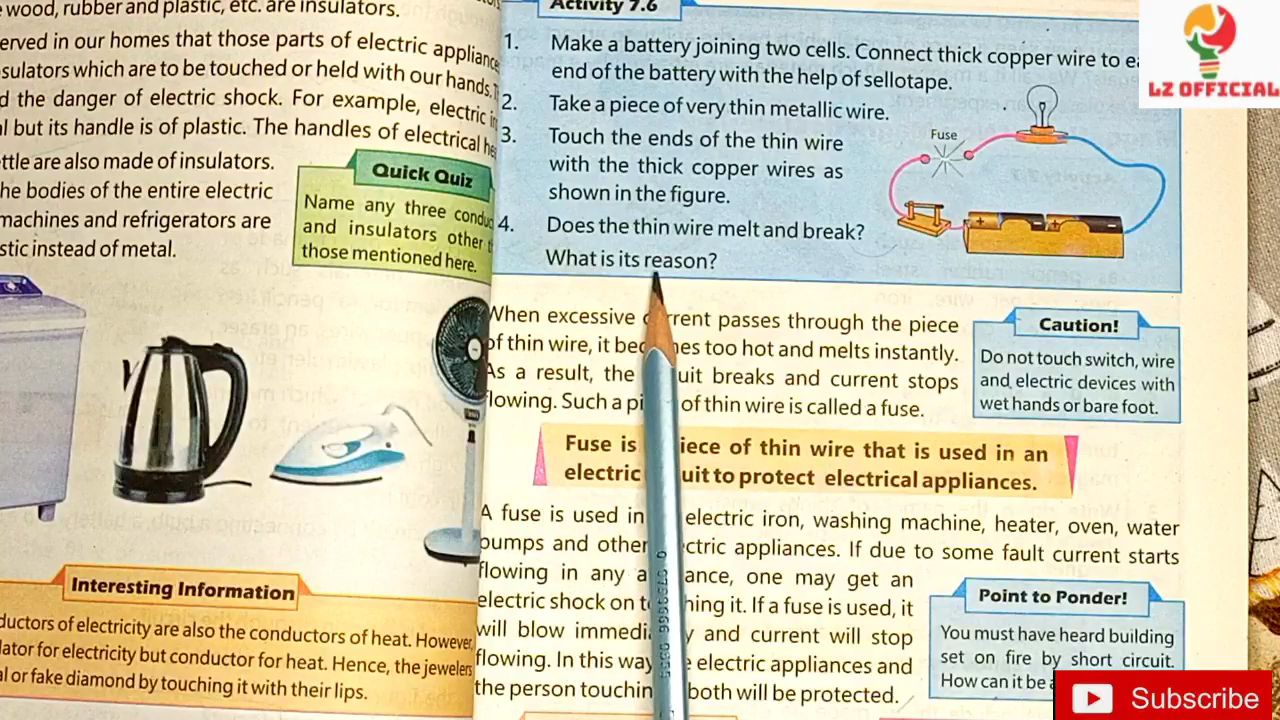 wood, rubber and plastic, etc. are insulators.
erved in our homes that those parts of electric appliance
sulators which are to be touched or held with our hands.
d the danger of electric shock. For example, electric
l but its handle is of plastic. The handles of electrical
ttle are also made of insulators.
he bodies of the entire electric
machines and refrigerators are
stic instead of metal.
Quick Quiz
Name any three
and insulators other
those mentioned here.
Interesting Information
ductors of electricity are also the conductors of heat. However,
lator for electricity but conductor for heat. Hence, the jewelers
al or fake diamond by touching it with their lips.
Activity 7.6
1. Make a battery joining two cells. Connect thick copper wire to
end of the battery with the help of sellotape.
2. Take a piece of very thin metallic wire.
3. Touch the ends of the thin wire
with the thick copper wires as
shown in the figure.
4. Does the thin wire melt and break?
What is its reason?
Fuse
+ - + -
When excessive c rrent passes through the piece
of thin wire, it bec mes too hot and melts instantly.
As a result, the uit breaks and current stops
flowing. Such a pi of thin wire is called a fuse.
Caution!
Do not touch switch, wire
and electric devices with
wet hands or bare foot.
Fuse is iece of thin wire that is used in an
electric uit to protect electrical appliances.
A fuse is used in electric iron, washing machine, heater, oven, water
pumps and other ctric appliances. If due to some fault current starts
flowing in any a ance, one may get an
electric shock on t hing it. If a fuse is used, it
will blow immedi y and current will stop
flowing. In this way electric appliances and
the person touchin both will be protected.
Point to Ponder!
You must have heard building
set on fire by short circuit.
How can it be
LZ OFFICIAL
Subscribe